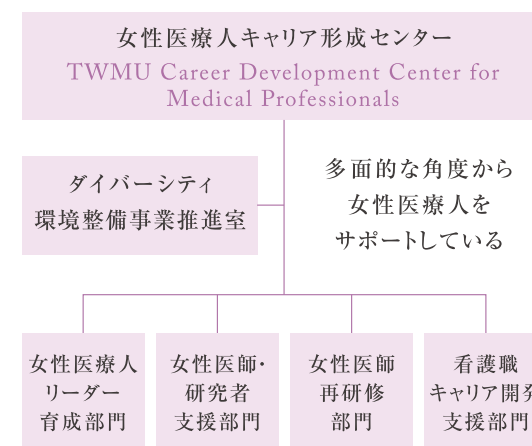 女性医療人キャリア形成センター
TWMU Career Development Center for
Medical Professionals
ダイバーシティ
環境整備事業推進室
多面的な角度から
女性医療人を
サポートしている
女性医療人
リーダー
育成部門
女性医師・
研究者
支援部門
女性医師
再研修
部門
看護職
キャリア開発
支援部門